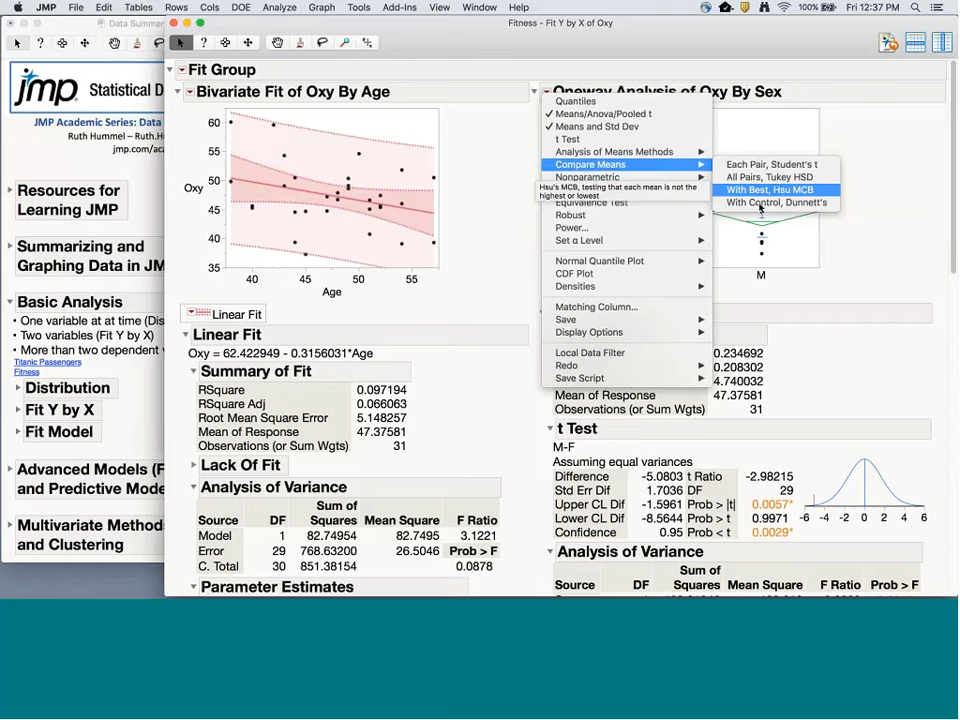 JMP File Edit Tables Rows Cols DOE Analyze Graph Tools Add-Ins View Window Help 100% Fri 12:37 PM
Data Summar
Fitness - Fit Y by X of Oxy
jmp Statistical D
JMP Academic Series: Data
Ruth Hummel – Ruth.H
jmp.com/aca
Resources for
Learning JMP
Summarizing and
Graphing Data in JM
Basic Analysis
• One variable at at time (Dis
• Two variables (Fit Y by X)
• More than two dependent v
Titanic Passengers
Fitness
Distribution
Fit Y by X
Fit Model
Advanced Models (F
and Predictive Mode
Multivariate Methods
and Clustering
Fit Group
Bivariate Fit of Oxy By Age
60
55
50
Oxy
45
40
35
40 45 50 55
Age
Linear Fit
Linear Fit
Oxy = 62.422949 - 0.3156031*Age
Summary of Fit
RSquare 0.097194
RSquare Adj 0.066063
Root Mean Square Error 5.148257
Mean of Response 47.37581
Observations (or Sum Wgts) 31
Lack Of Fit
Analysis of Variance
Sum of
Source DF Squares Mean Square F Ratio
Model 1 82.74954 82.7495 3.1221
Error 29 768.63200 26.5046 Prob > F
C. Total 30 851.38154 0.0878
Parameter Estimates
Oneway Analysis of Oxy By Sex
Quantiles
✓ Means/Anova/Pooled t
✓ Means and Std Dev
t Test
Analysis of Means Methods
Compare Means
Nonparametric
Hsu's MCB, testing that each mean is not the
highest or lowest
Equivalence Test
Robust
Power...
Set α Level
Normal Quantile Plot
CDF Plot
Densities
Matching Column...
Save
Display Options
Local Data Filter
Redo
Save Script
Each Pair, Student's t
All Pairs, Tukey HSD
With Best, Hsu MCB
With Control, Dunnett's
M
0.234692
0.208302
4.740032
Mean of Response 47.37581
Observations (or Sum Wgts) 31
t Test
M-F
Assuming equal variances
Difference -5.0803 t Ratio -2.98215
Std Err Dif 1.7036 DF 29
Upper CL Dif -1.5961 Prob > |t| 0.0057*
Lower CL Dif -8.5644 Prob > t 0.9971
Confidence 0.95 Prob < t 0.0029*
-6 -4 -2 0 2 4 6
Analysis of Variance
Sum of
Source DF Squares Mean Square F Ratio Prob > F